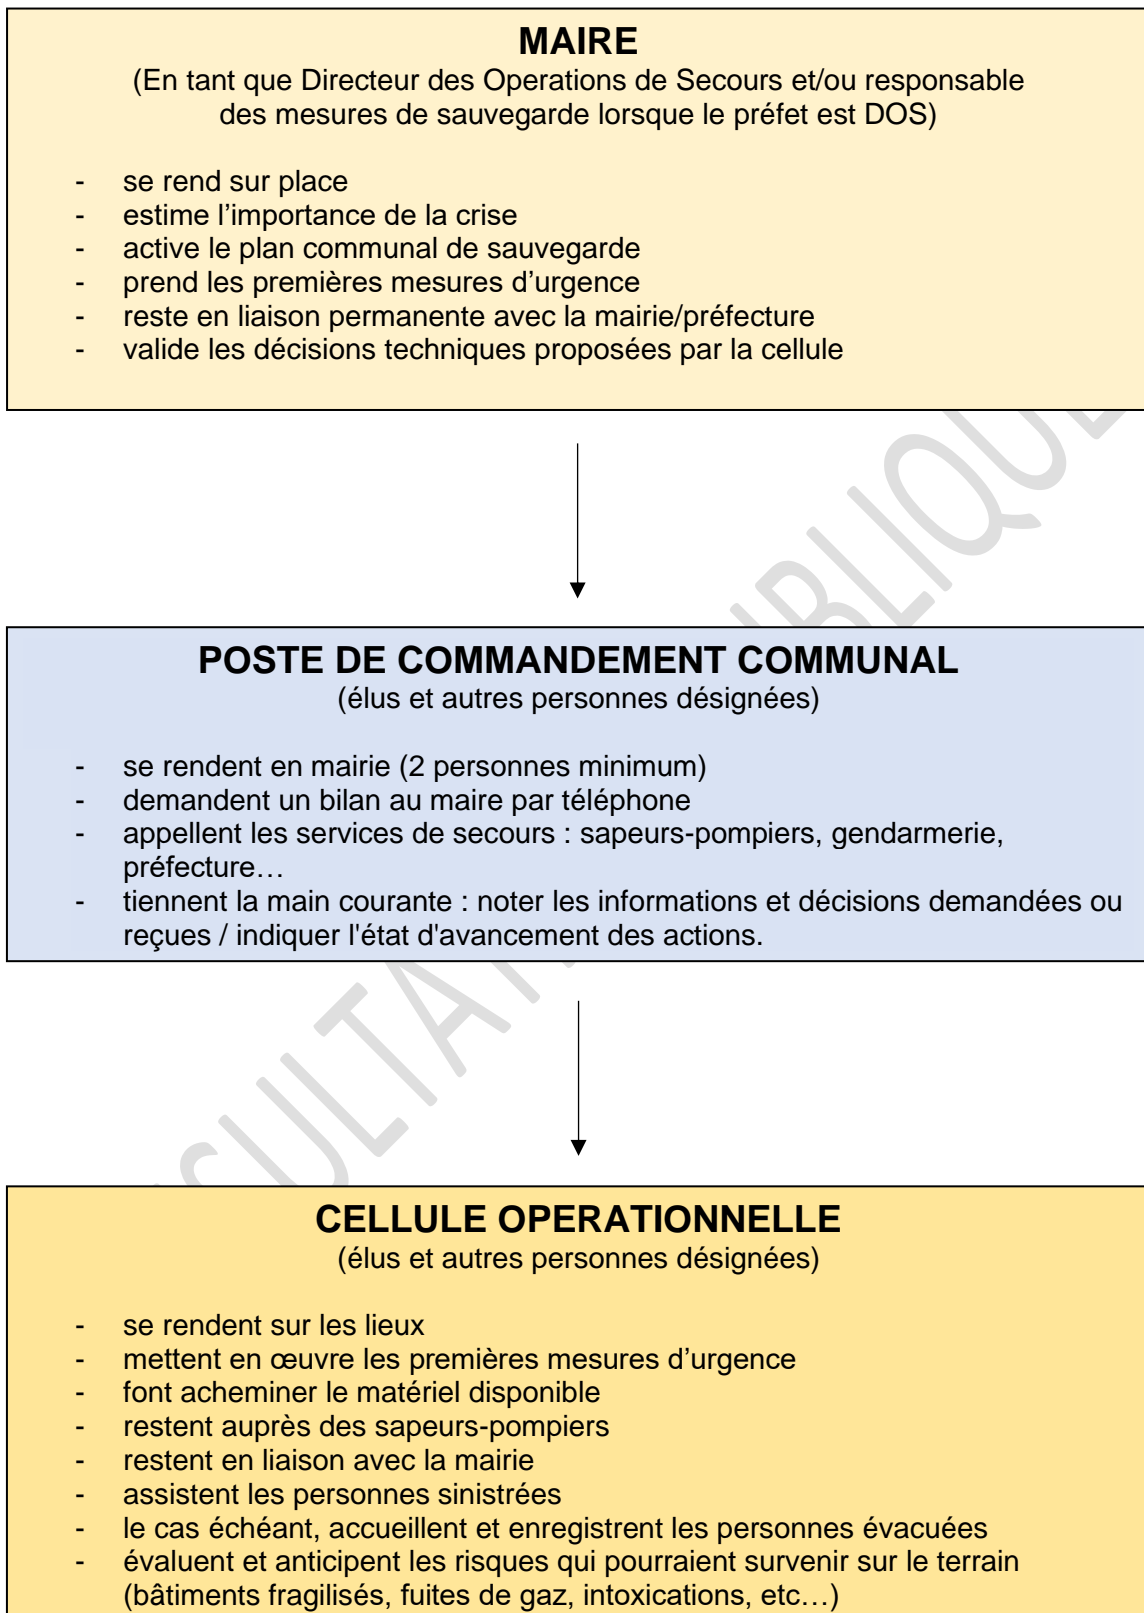 MAIRE
(En tant que Directeur des Operations de Secours et/ou responsable
des mesures de sauvegarde lorsque le préfet est DOS)
- se rend sur place
- estime l'importance de la crise
- active le plan communal de sauvegarde
- prend les premières mesures d'urgence
- reste en liaison permanente avec la mairie/préfecture
- valide les décisions techniques proposées par la cellule
POSTE DE COMMANDEMENT COMMUNAL
(élus et autres personnes désignées)
- se rendent en mairie (2 personnes minimum)
- demandent un bilan au maire par téléphone
- appellent les services de secours : sapeurs-pompiers, gendarmerie,
préfecture…
- tiennent la main courante : noter les informations et décisions demandées ou
reçues / indiquer l'état d'avancement des actions.
CELLULE OPERATIONNELLE
(élus et autres personnes désignées)
- se rendent sur les lieux
- mettent en œuvre les premières mesures d'urgence
- font acheminer le matériel disponible
- restent auprès des sapeurs-pompiers
- restent en liaison avec la mairie
- assistent les personnes sinistrées
- le cas échéant, accueillent et enregistrent les personnes évacuées
- évaluent et anticipent les risques qui pourraient survenir sur le terrain
(bâtiments fragilisés, fuites de gaz, intoxications, etc…)